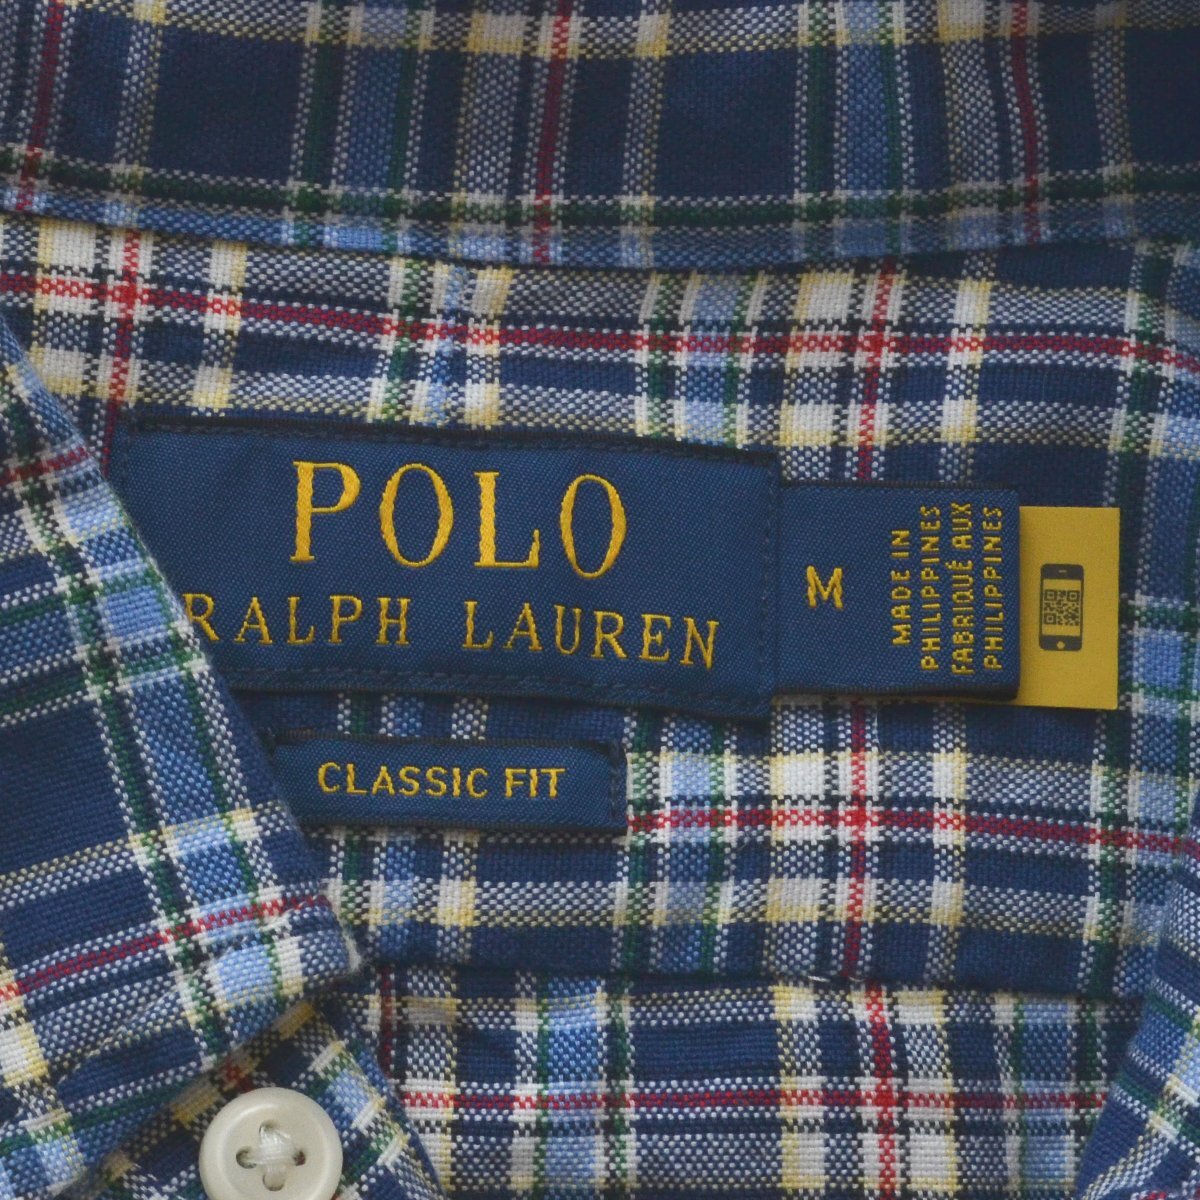 POLO
RALPH LAUREN
M
MADE IN
PHILIPPINES
FABRIQUÉ AUX
PHILIPPINES
CLASSIC FIT